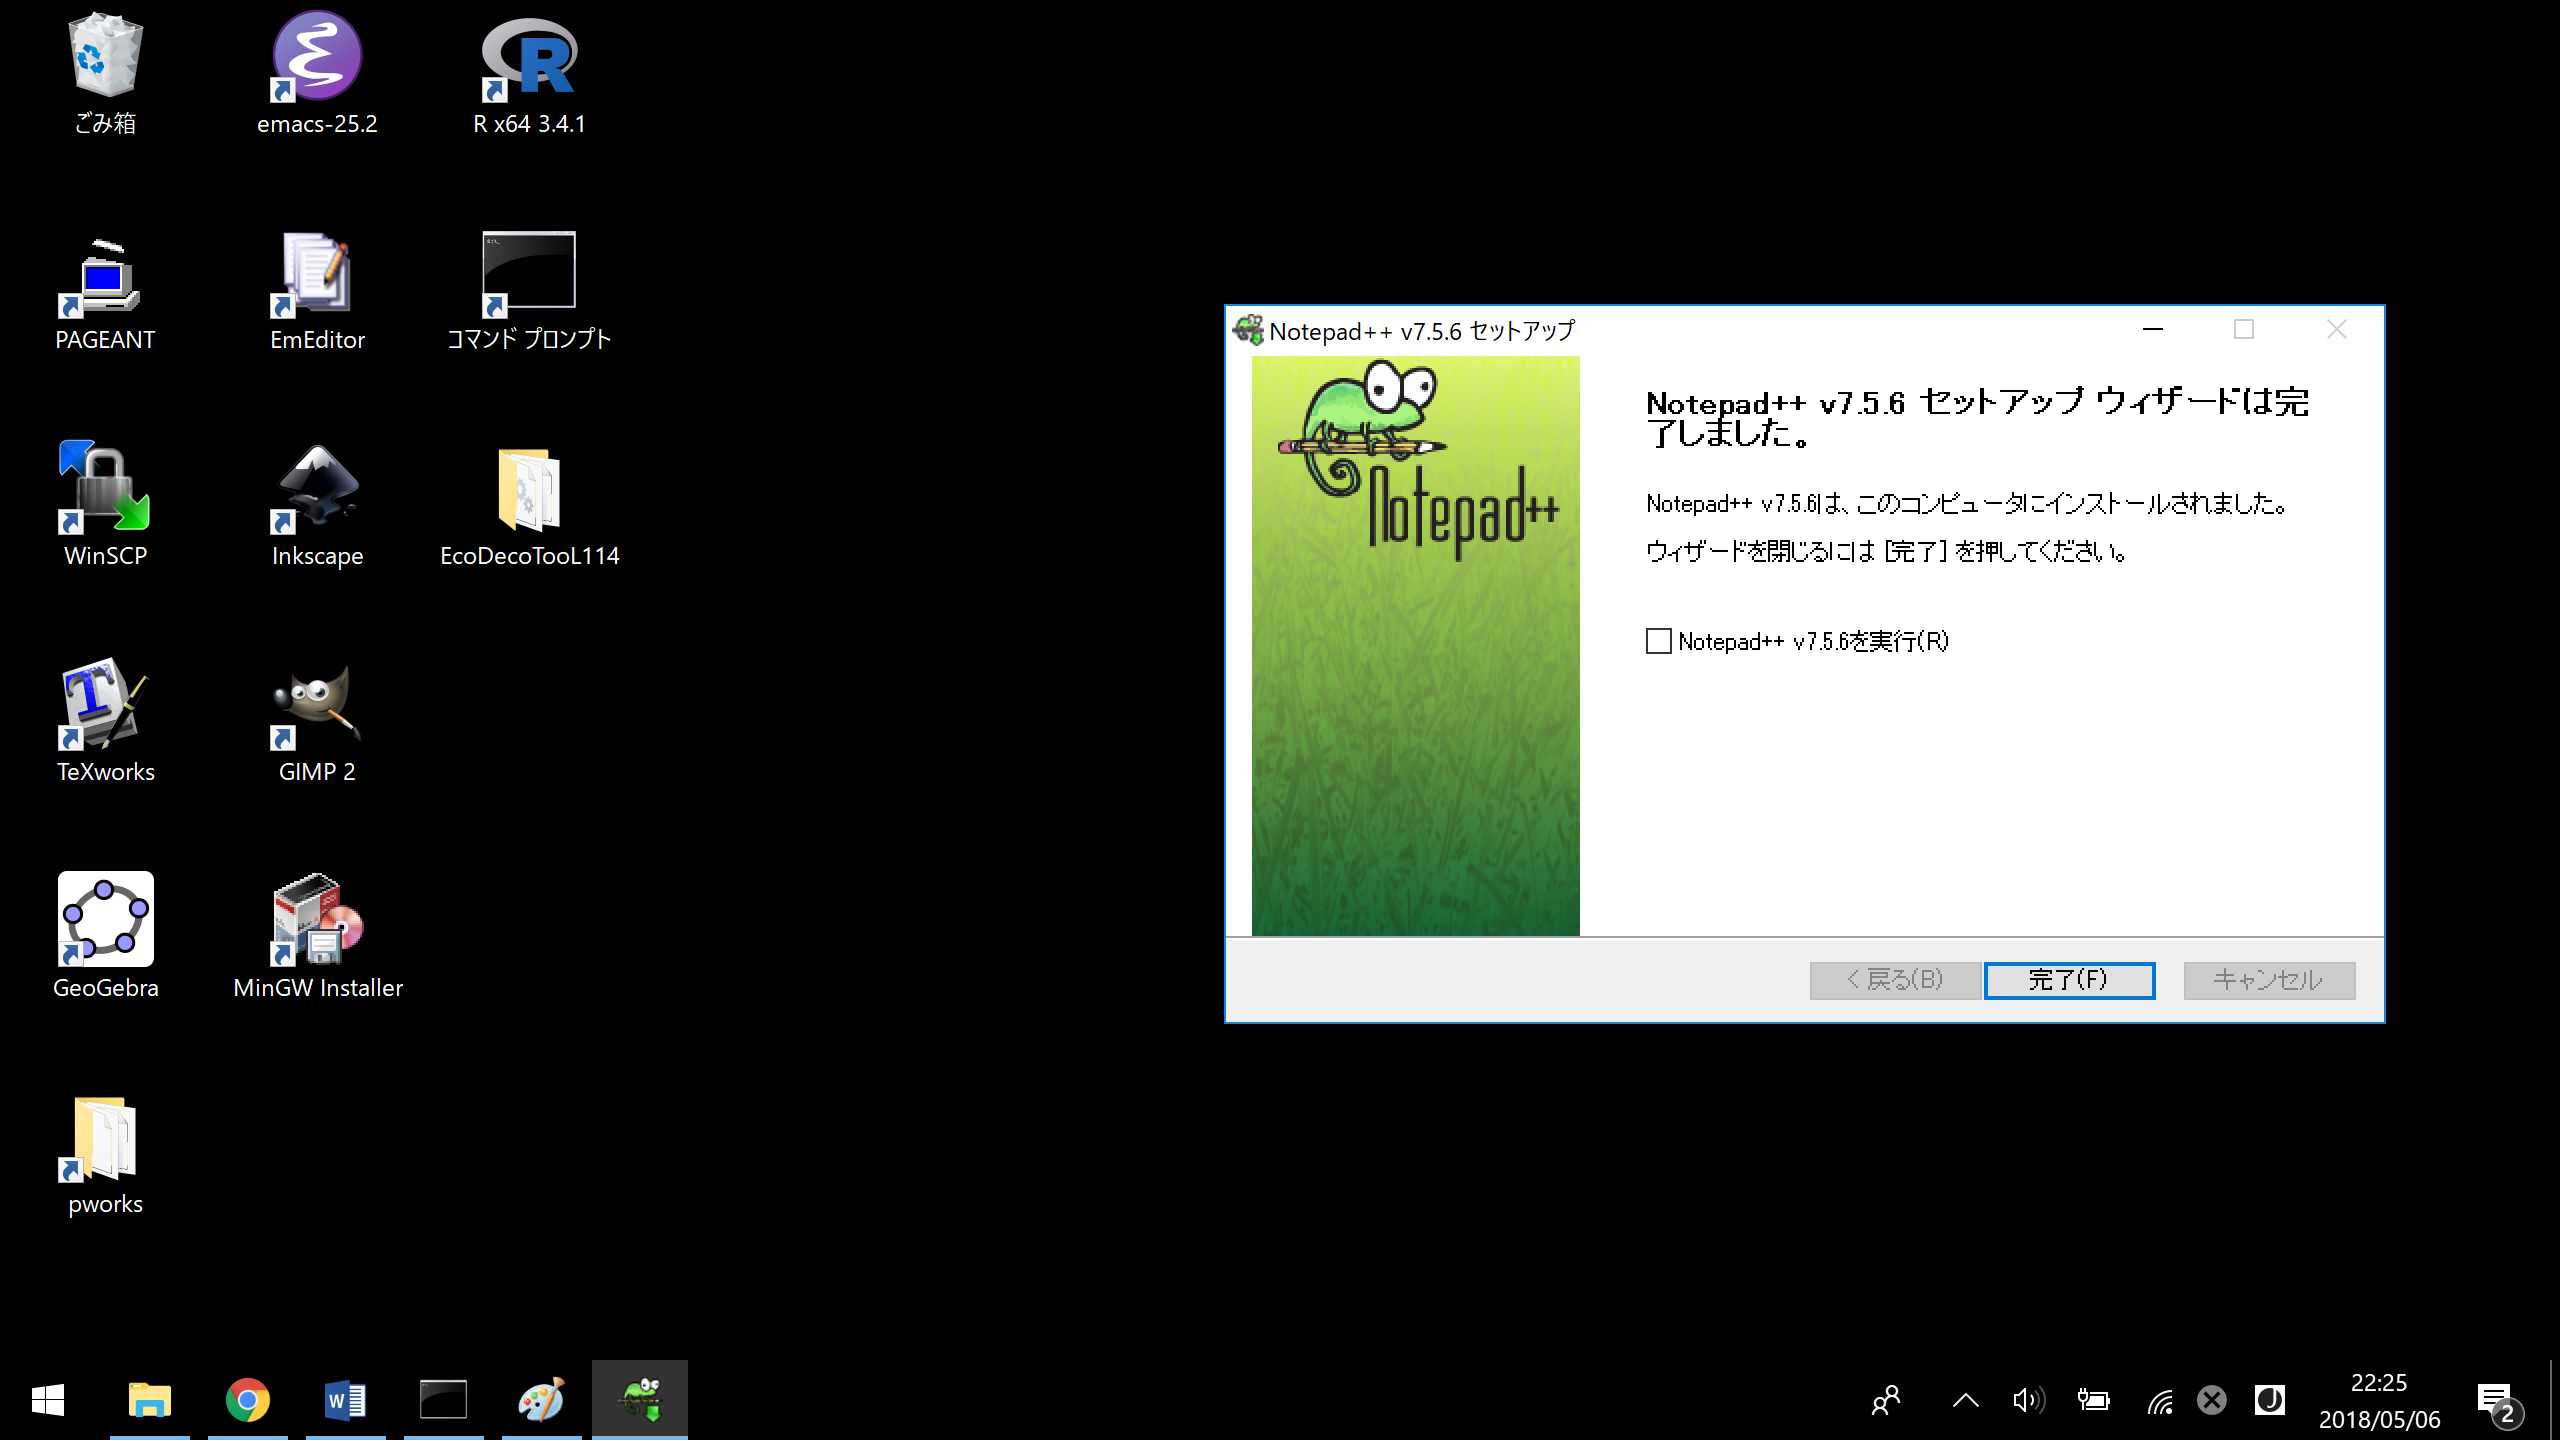 ごみ箱
emacs-25.2
R x64 3.4.1
PAGEANT
EmEditor
コマンド プロンプト
WinSCP
Inkscape
EcoDecoTooL114
TeXworks
GIMP 2
GeoGebra
MinGW Installer
pworks
Notepad++ v7.5.6 セットアップ
Notepad++
Notepad++ v7.5.6 セットアップ ウィザードは完
了しました。
Notepad++ v7.5.6は、このコンピュータにインストールされました。
ウィザードを閉じるには [完了] を押してください。
Notepad++ v7.5.6を実行(R)
< 戻る(B)
完了(F)
キャンセル
22:25
2018/05/06
2